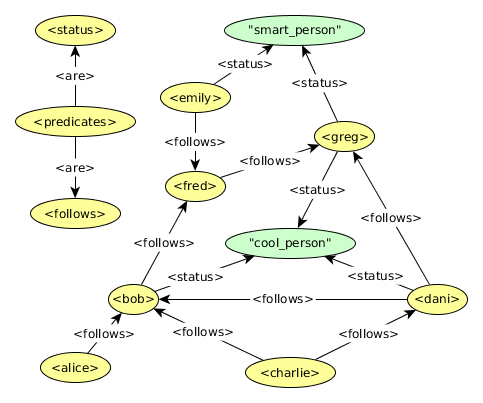 <status>
"smart_person"
<status>
<are>
<status>
<emily>
<predicates>
<greg>
<follows>
<follows>
<are>
<fred>
<status>
<follows>
<follows>
<follows>
"cool_person"
<status>
<status>
<bob>
<follows>
<dani>
<follows>
<follows>
<follows>
<alice>
<charlie>